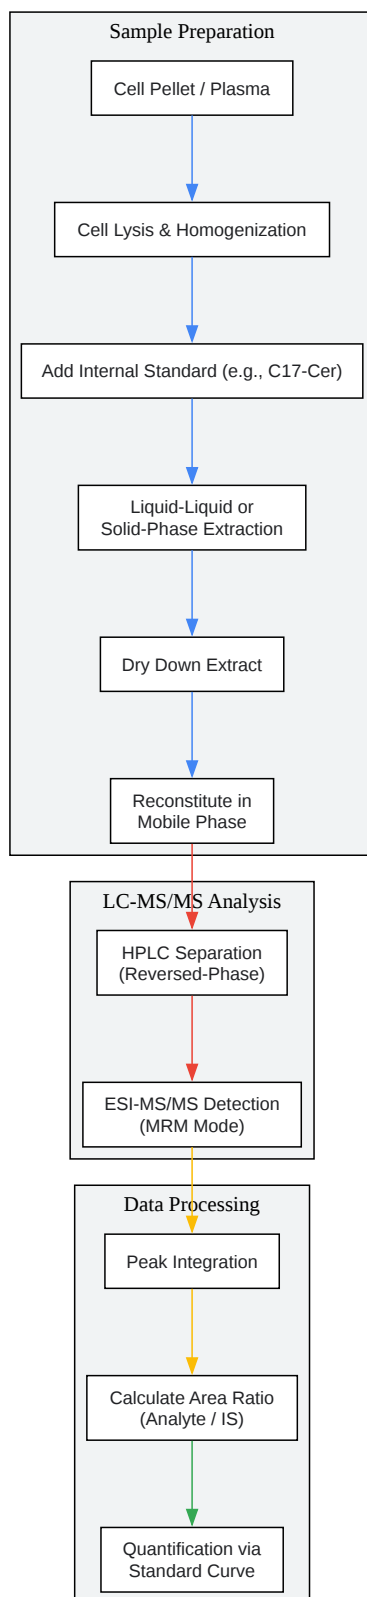 Sample Preparation
Cell Pellet / Plasma
Cell Lysis & Homogenization
Add Internal Standard (e.g., C17-Cer)
Liquid-Liquid or
Solid-Phase Extraction
Dry Down Extract
Reconstitute in
Mobile Phase
LC-MS/MS Analysis
HPLC Separation
(Reversed-Phase)
ESI-MS/MS Detection
(MRM Mode)
Data Processing
Peak Integration
Calculate Area Ratio
(Analyte / IS)
Quantification via
Standard Curve